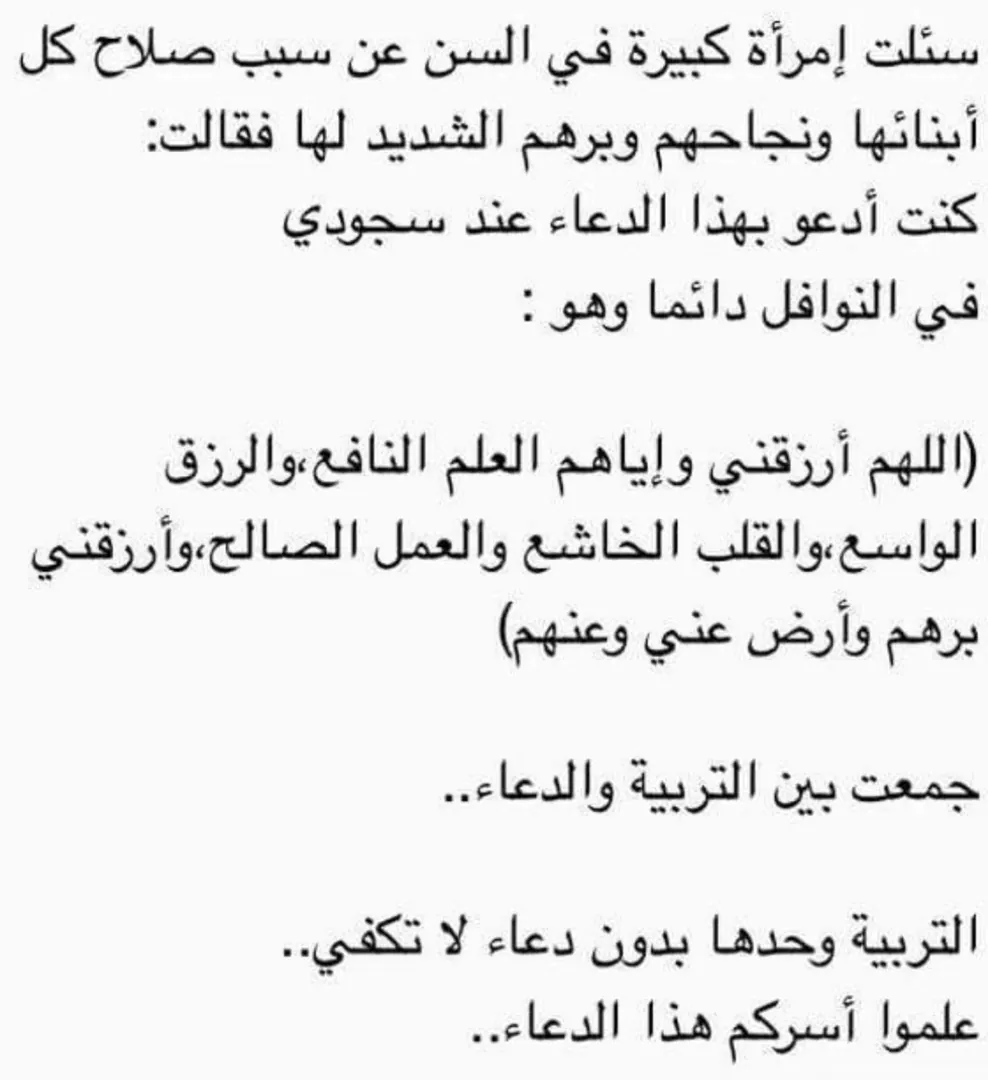 سئلت إمرأة كبيرة في السن عن سبب صلاح كل
أبنائها ونجاحهم وبرهم الشديد لها فقالت:
كنت أدعو بهذا الدعاء عند سجودي
في النوافل دائما وهو :
(اللهم أرزقني وإياهم العلم النافع،والرزق
الواسع،والقلب الخاشع والعمل الصالح،وأرزقني
برهم وأرض عني وعنهم)
جمعت بين التربية والدعاء..
التربية وحدها بدون دعاء لا تكفي..
علموا أسركم هذا الدعاء..